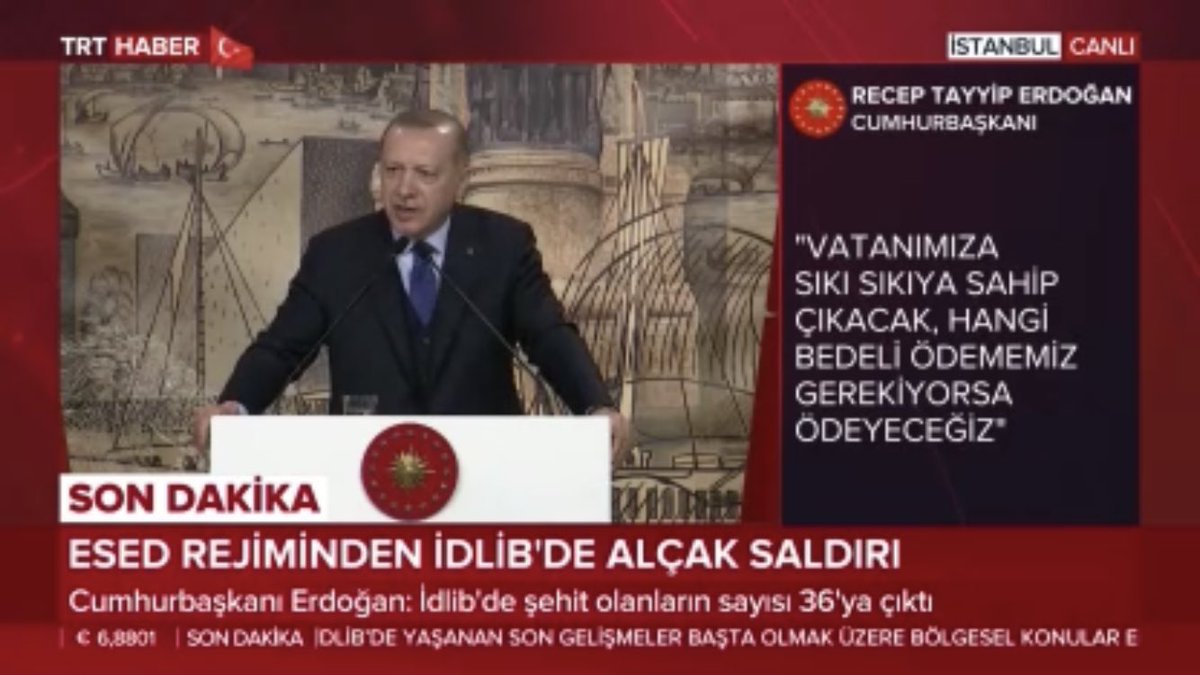 TRT HABER
İSTANBUL CANLI
RECEP TAYYİP ERDOĞAN
CUMHURBAŞKANI
"VATANIMIZA
SIKI SIKIYA SAHİP
ÇIKACAK, HANGİ
BEDELİ ÖDEMEMİZ
GEREKİYORSA
ÖDEYECEĞİZ"
SON DAKİKA
ESED REJİMİNDEN İDLİB'DE ALÇAK SALDIRI
Cumhurbaşkanı Erdoğan: İdlib'de şehit olanların sayısı 36'ya çıktı
€ 6,8801 SON DAKİKA İDLİB'DE YAŞANAN SON GELİŞMELER BAŞTA OLMAK ÜZERE BÖLGESEL KONULAR E